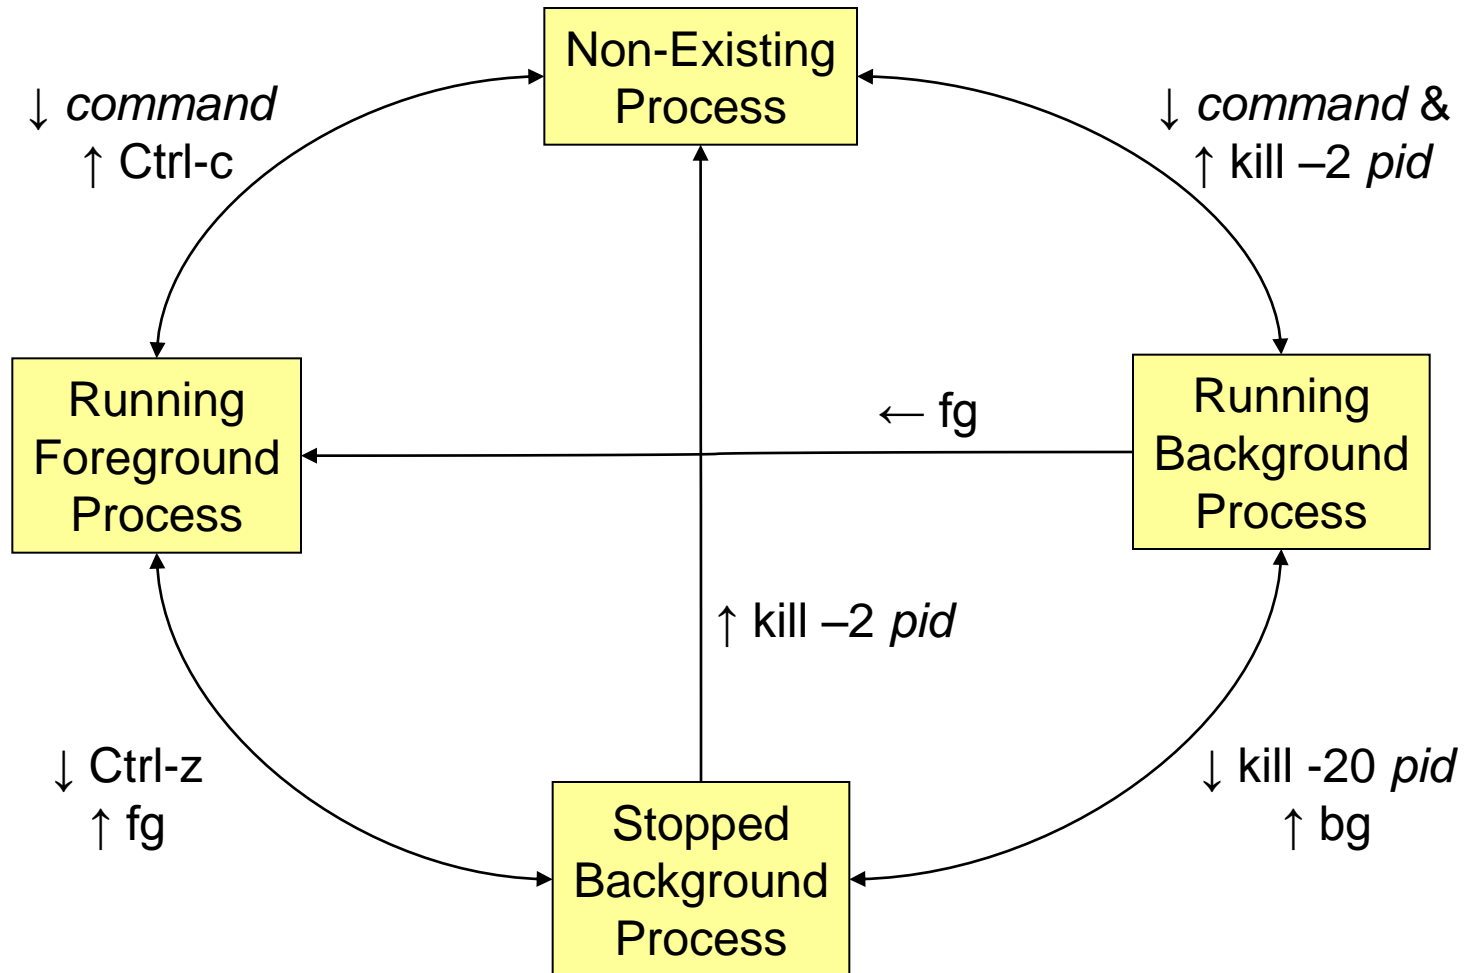 Non-Existing
Process
↓ command
↑ Ctrl-c
↓ command &
↑ kill –2 pid
Running
Foreground
Process
← fg
Running
Background
Process
↑ kill –2 pid
↓ Ctrl-z
↑ fg
↓ kill -20 pid
↑ bg
Stopped
Background
Process